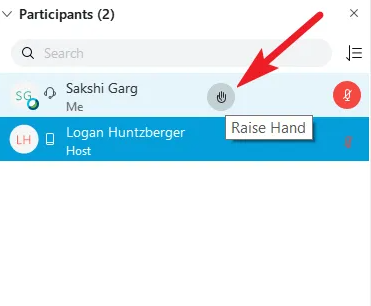 Participants (2)
Search
SG
Sakshi Garg
Me
Raise Hand
LH
Logan Huntzberger
Host